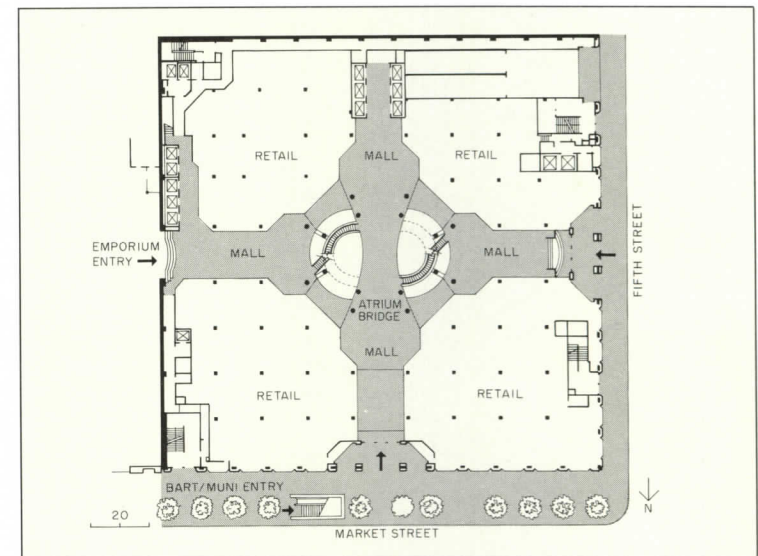 RETAIL
MALL
RETAIL
EMPORIUM
ENTRY
MALL
MALL
FIFTH STREET
ATRIUM
BRIDGE
MALL
RETAIL
RETAIL
BART/MUNI ENTRY
20
N
MARKET STREET